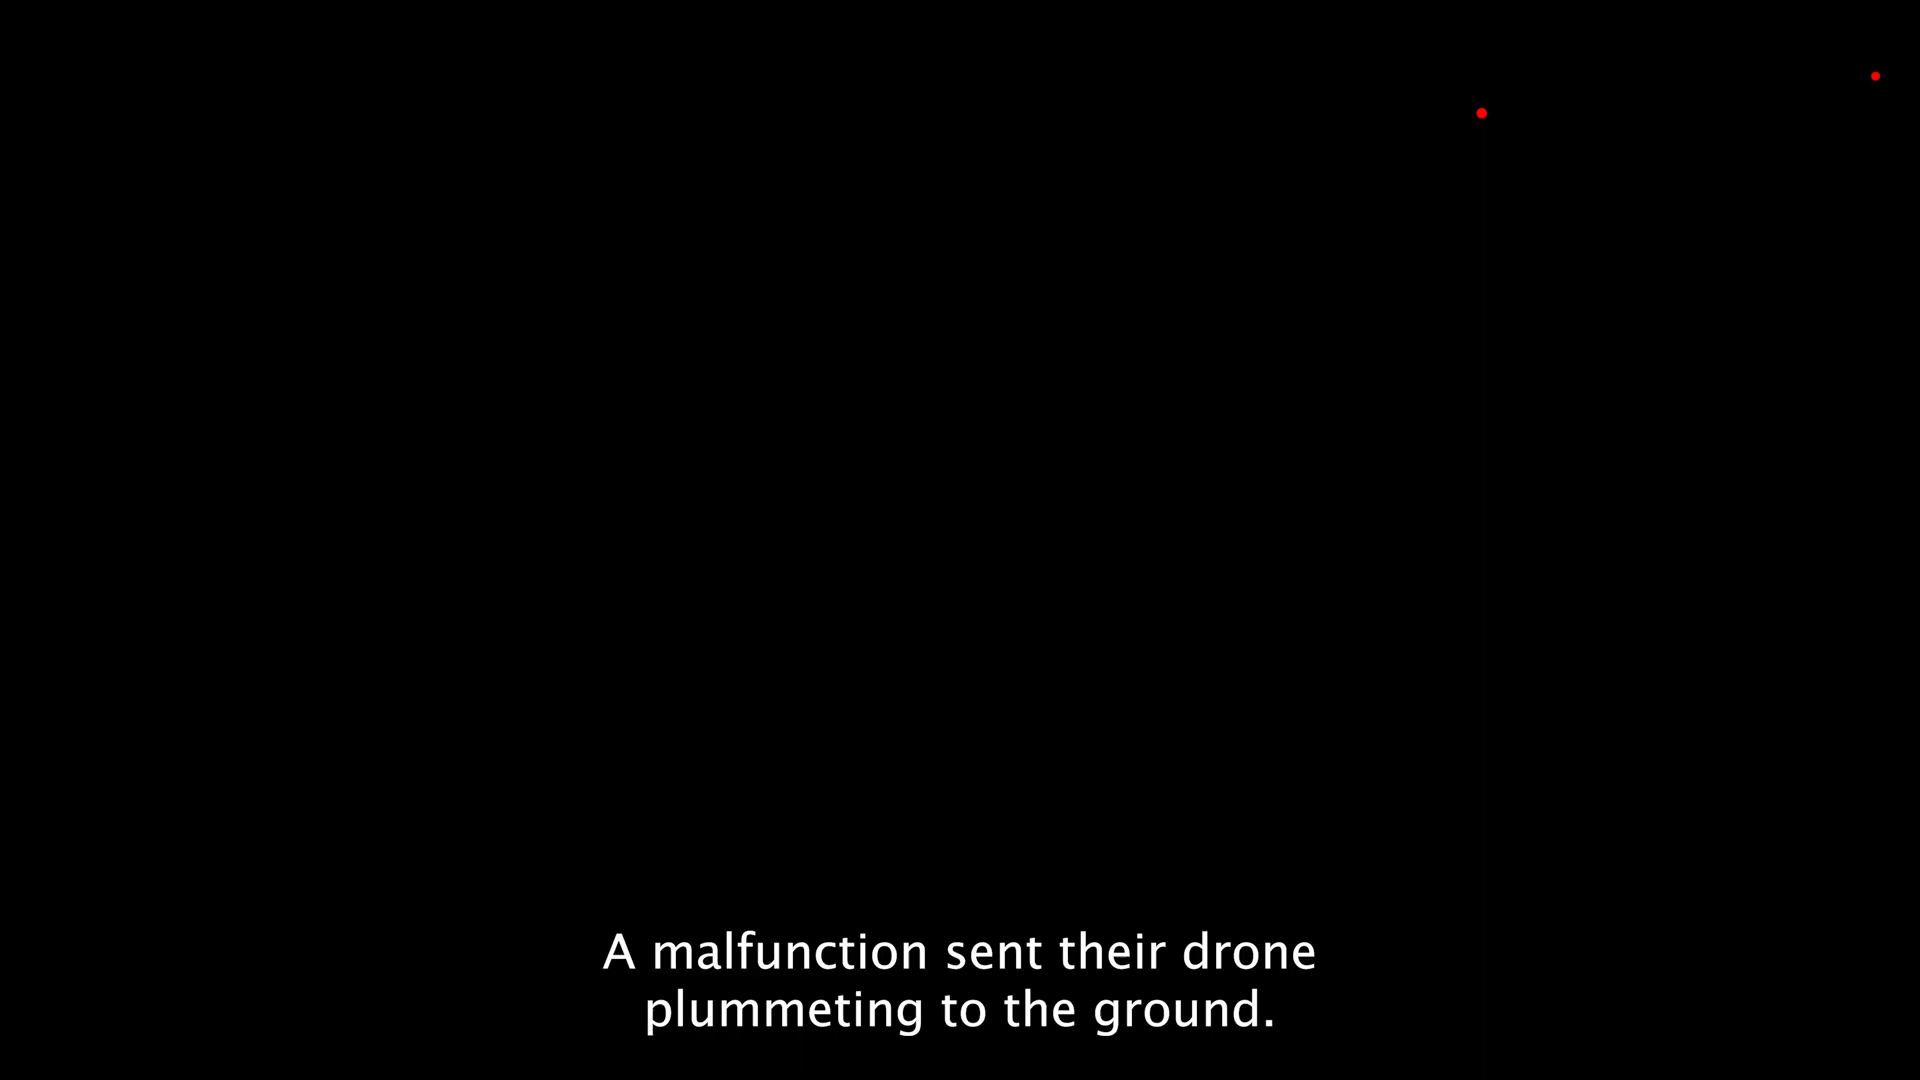 A malfunction sent their drone
plummeting to the ground.